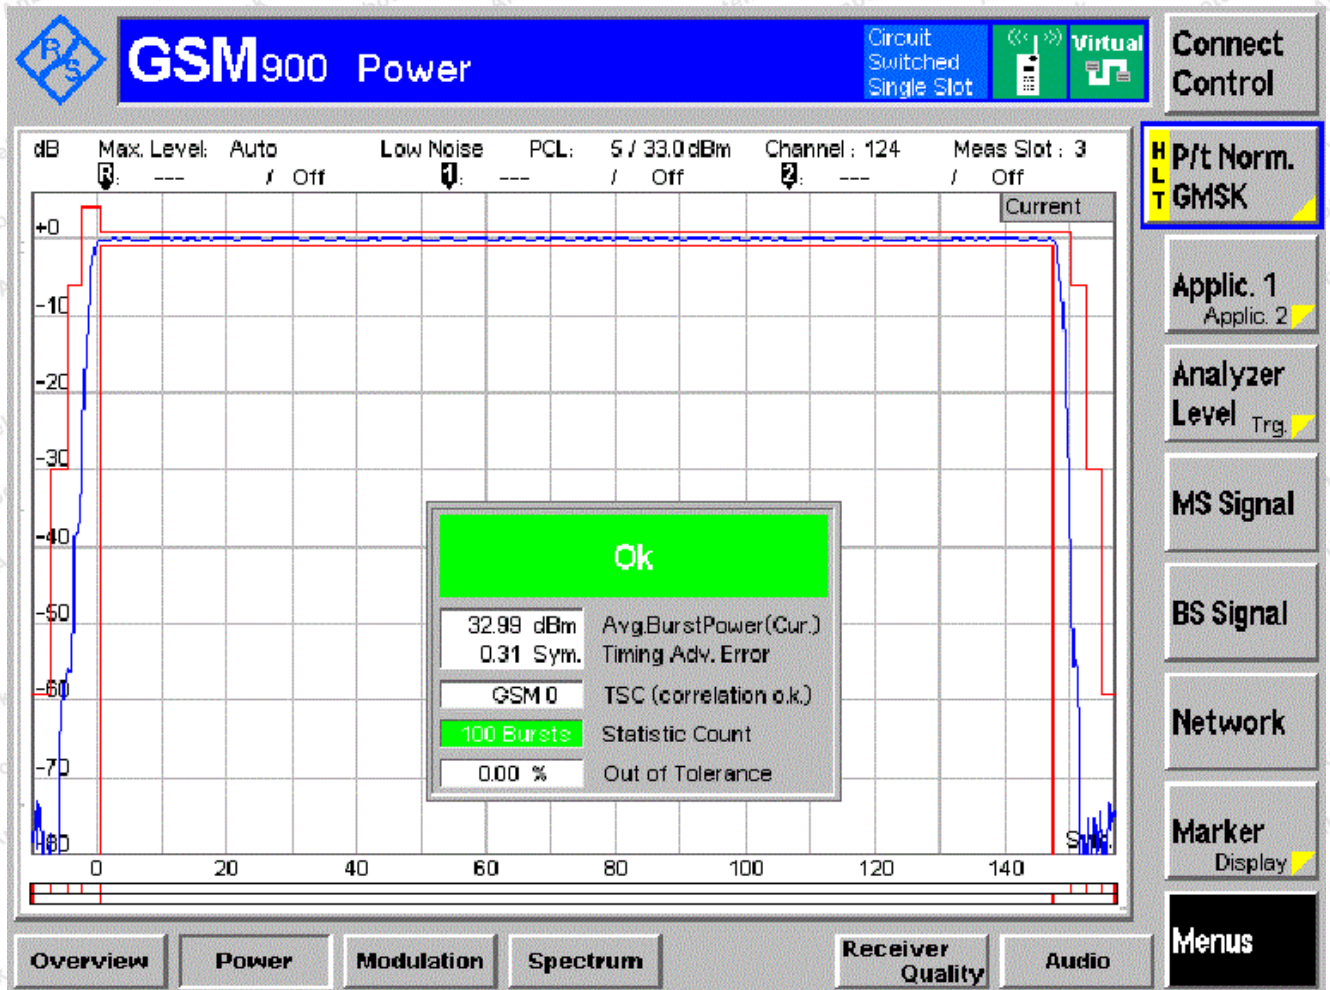 R S
GSM900 Power
Circuit
Switched
Single Slot
Virtual
Connect
Control
dB Max. Level: Auto Low Noise PCL: 5 / 33.0 dBm Channel : 124 Meas Slot : 3
R: --- / Off 1: --- / Off 2: --- / Off
Current
HLT
P/t Norm.
GMSK
Applic. 1
Applic. 2
Analyzer
Level Trg.
MS Signal
BS Signal
Network
Marker
Display
Menus
+0
-10
-20
-30
-40
-50
-60
-70
-80
Ok
32.99 dBm Avg.BurstPower(Cur.)
0.31 Sym. Timing Adv. Error
GSM 0 TSC (correlation o.k.)
100 Bursts Statistic Count
0.00 % Out of Tolerance
0 20 40 60 80 100 120 140
Overview Power Modulation Spectrum Receiver Quality Audio